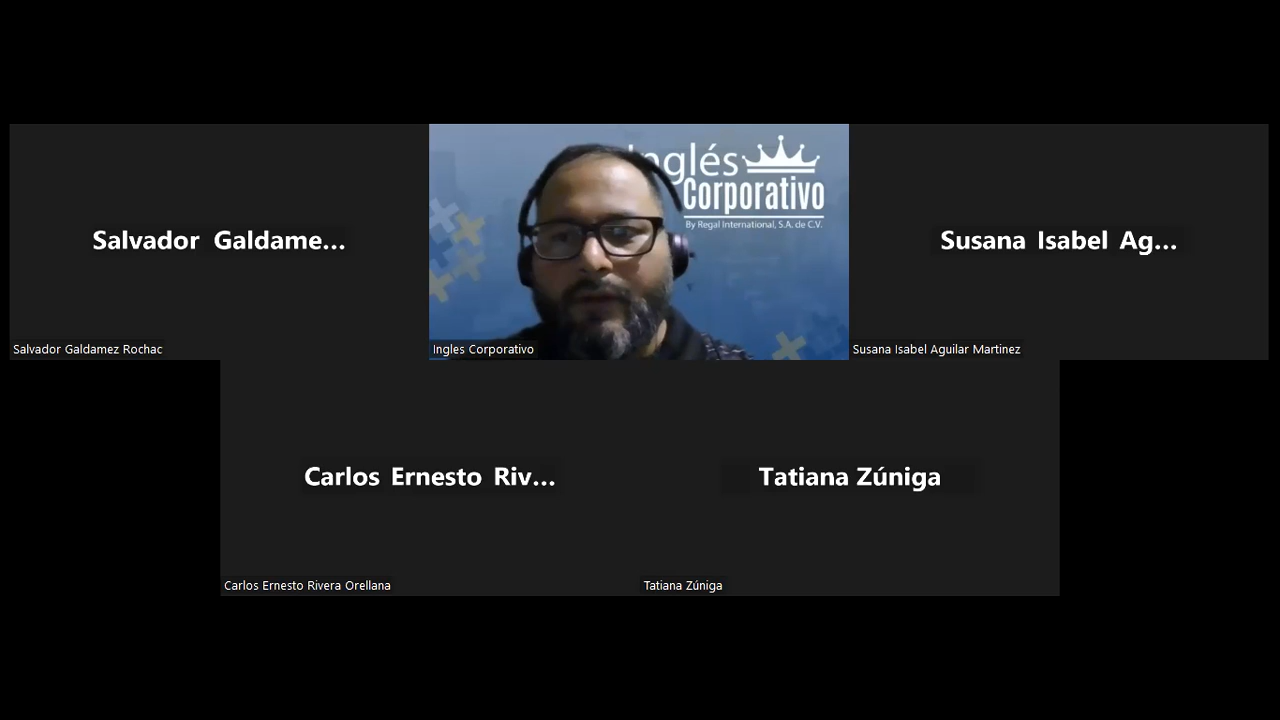 Salvador Galdame...
Salvador Galdamez Rochac
Inglés
Corporativo
By Regal International, S.A. de C.V.
Ingles Corporativo
Susana Isabel Ag...
Susana Isabel Aguilar Martinez
Carlos Ernesto Riv...
Carlos Ernesto Rivera Orellana
Tatiana Zúniga
Tatiana Zúniga